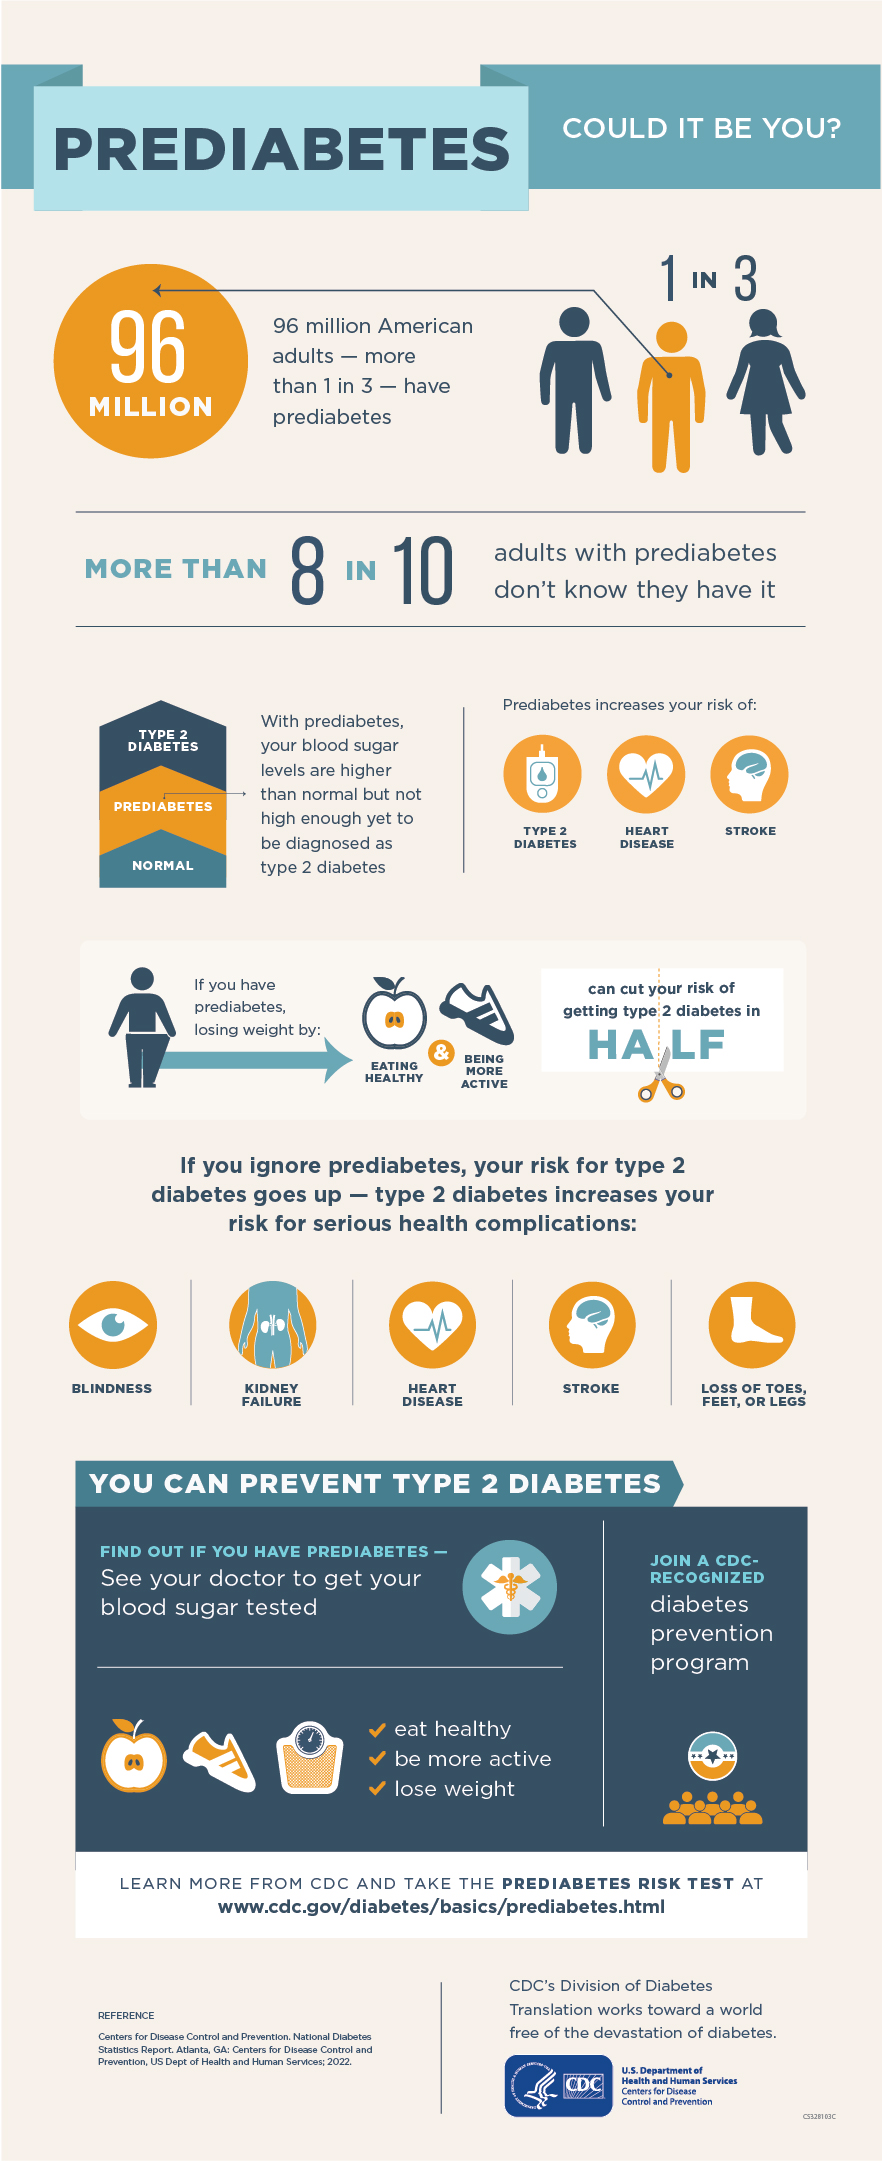 PREDIABETES
COULD IT BE YOU?
96
MILLION
96 million American
adults — more
than 1 in 3 — have
prediabetes
1 IN 3
MORE THAN 8 IN 10
adults with prediabetes
don’t know they have it
TYPE 2
DIABETES
PREDIABETES
NORMAL
With prediabetes,
your blood sugar
levels are higher
than normal but not
high enough yet to
be diagnosed as
type 2 diabetes
Prediabetes increases your risk of:
TYPE 2
DIABETES
HEART
DISEASE
STROKE
If you have
prediabetes,
losing weight by:
EATING
HEALTHY
&
BEING
MORE
ACTIVE
can cut your risk of
getting type 2 diabetes in
HALF
If you ignore prediabetes, your risk for type 2
diabetes goes up — type 2 diabetes increases your
risk for serious health complications:
BLINDNESS
KIDNEY
FAILURE
HEART
DISEASE
STROKE
LOSS OF TOES,
FEET, OR LEGS
YOU CAN PREVENT TYPE 2 DIABETES
FIND OUT IF YOU HAVE PREDIABETES —
See your doctor to get your
blood sugar tested
eat healthy
be more active
lose weight
JOIN A CDC-
RECOGNIZED
diabetes
prevention
program
LEARN MORE FROM CDC AND TAKE THE PREDIABETES RISK TEST AT
www.cdc.gov/diabetes/basics/prediabetes.html
REFERENCE
Centers for Disease Control and Prevention. National Diabetes
Statistics Report. Atlanta, GA: Centers for Disease Control and
Prevention, US Dept of Health and Human Services; 2022.
CDC’s Division of Diabetes
Translation works toward a world
free of the devastation of diabetes.
CDC
U.S. Department of
Health and Human Services
Centers for Disease
Control and Prevention
CS328103C